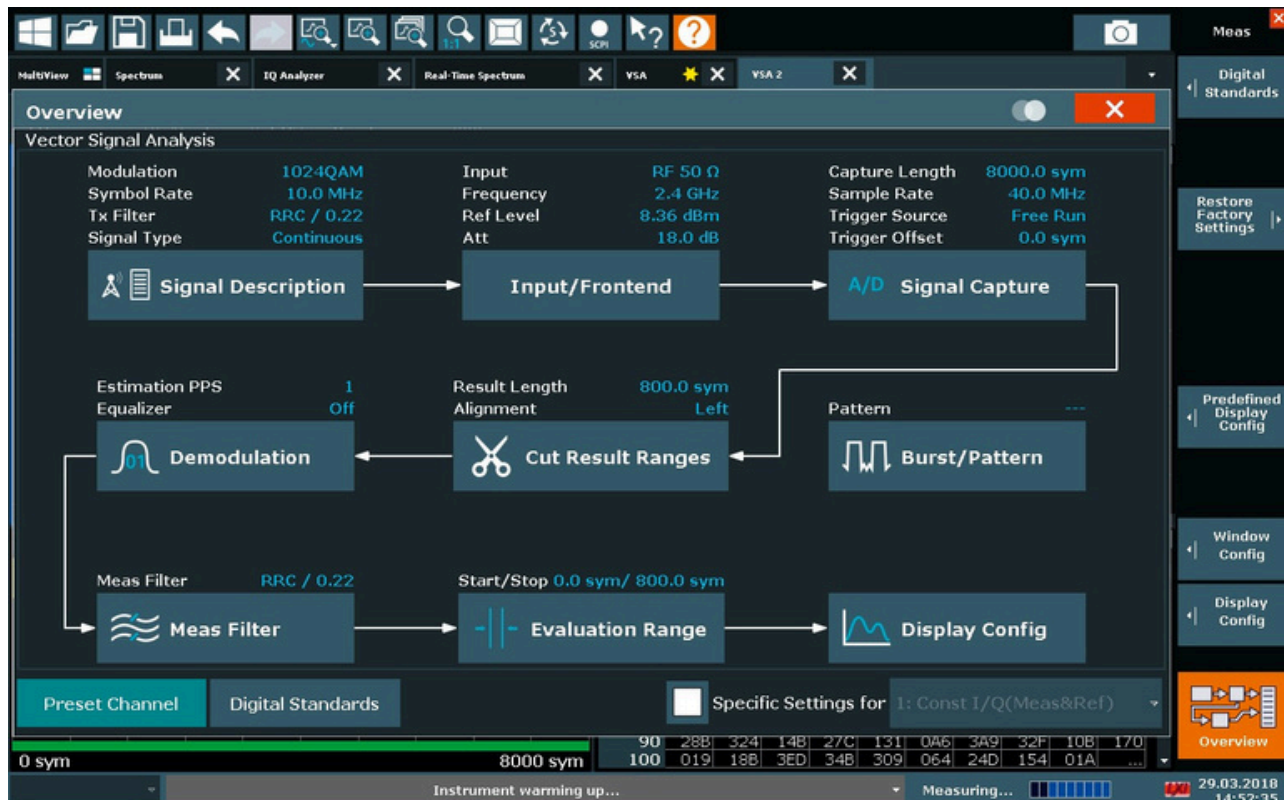 1:1
SCPI
Meas
MultiView Spectrum IQ Analyzer Real-Time Spectrum VSA VSA 2
Digital
Standards
Overview
Vector Signal Analysis
Modulation 1024QAM Input RF 50 Ω Capture Length 8000.0 sym
Symbol Rate 10.0 MHz Frequency 2.4 GHz Sample Rate 40.0 MHz
Tx Filter RRC / 0.22 Ref Level 8.36 dBm Trigger Source Free Run
Signal Type Continuous Att 18.0 dB Trigger Offset 0.0 sym
Restore
Factory
Settings
Signal Description Input/Frontend A/D Signal Capture
Estimation PPS 1 Result Length 800.0 sym
Equalizer Off Alignment Left Pattern ---
Predefined
Display
Config
01 Demodulation Cut Result Ranges Burst/Pattern
Window
Config
Meas Filter RRC / 0.22 Start/Stop 0.0 sym/ 800.0 sym
Display
Config
Meas Filter Evaluation Range Display Config
Preset Channel Digital Standards Specific Settings for 1: Const I/Q(Meas&Ref)
Overview
90 28B 324 14B 27C 131 0A6 3A9 32F 10B 170
0 sym 8000 sym 100 019 18B 3ED 34B 309 064 24D 154 01A ...
Instrument warming up... Measuring... 29.03.2018
14:52:35